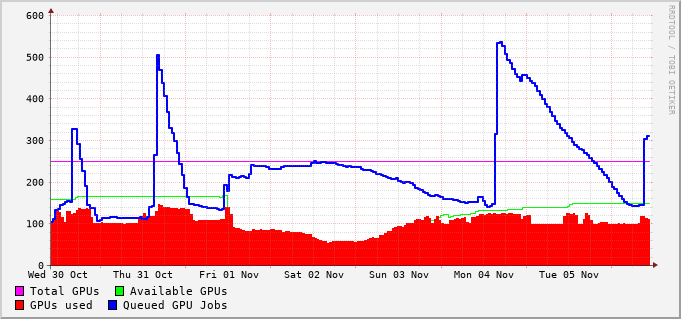 RRDTOOL / TOBI OETIKER
600
500
400
300
200
100
0
Wed 30 Oct Thu 31 Oct Fri 01 Nov Sat 02 Nov Sun 03 Nov Mon 04 Nov Tue 05 Nov
Total GPUs Available GPUs
GPUs used Queued GPU Jobs